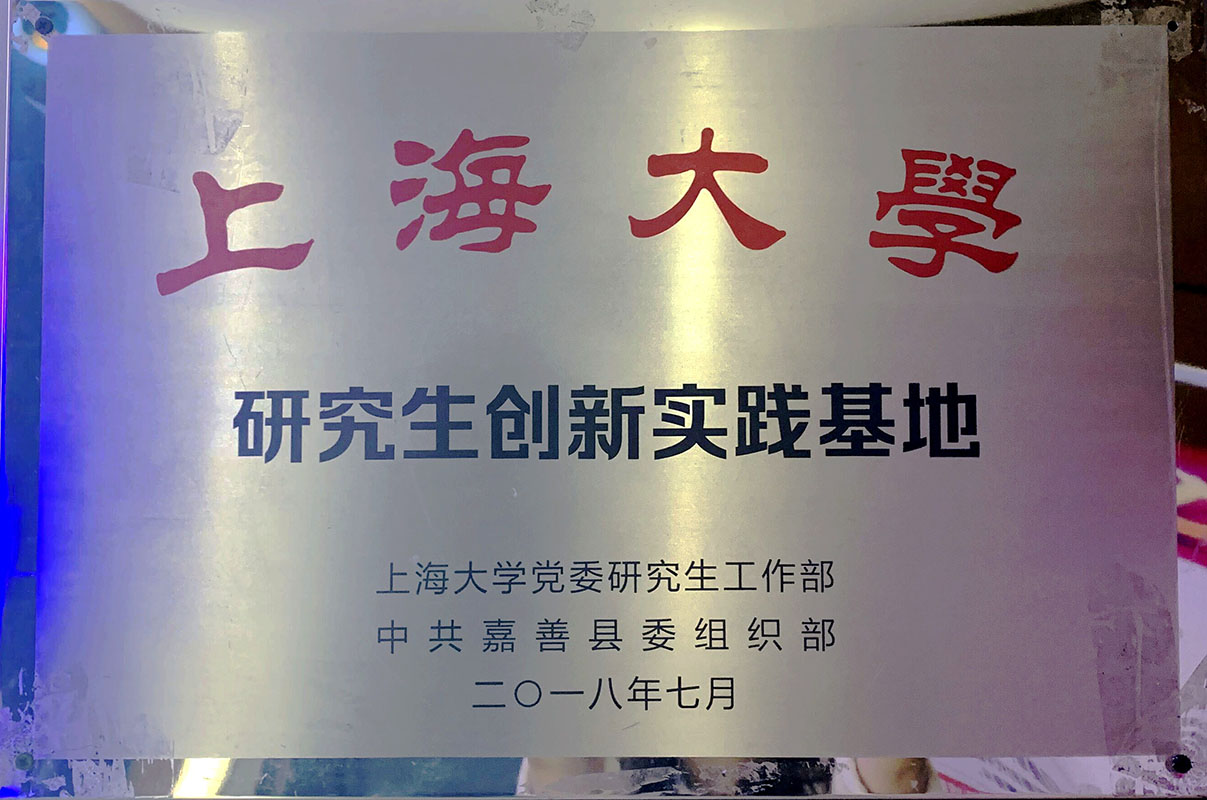 上海大學
研究生创新实践基地
上海大学党委研究生工作部
中共嘉善县委组织部
二〇一八年七月